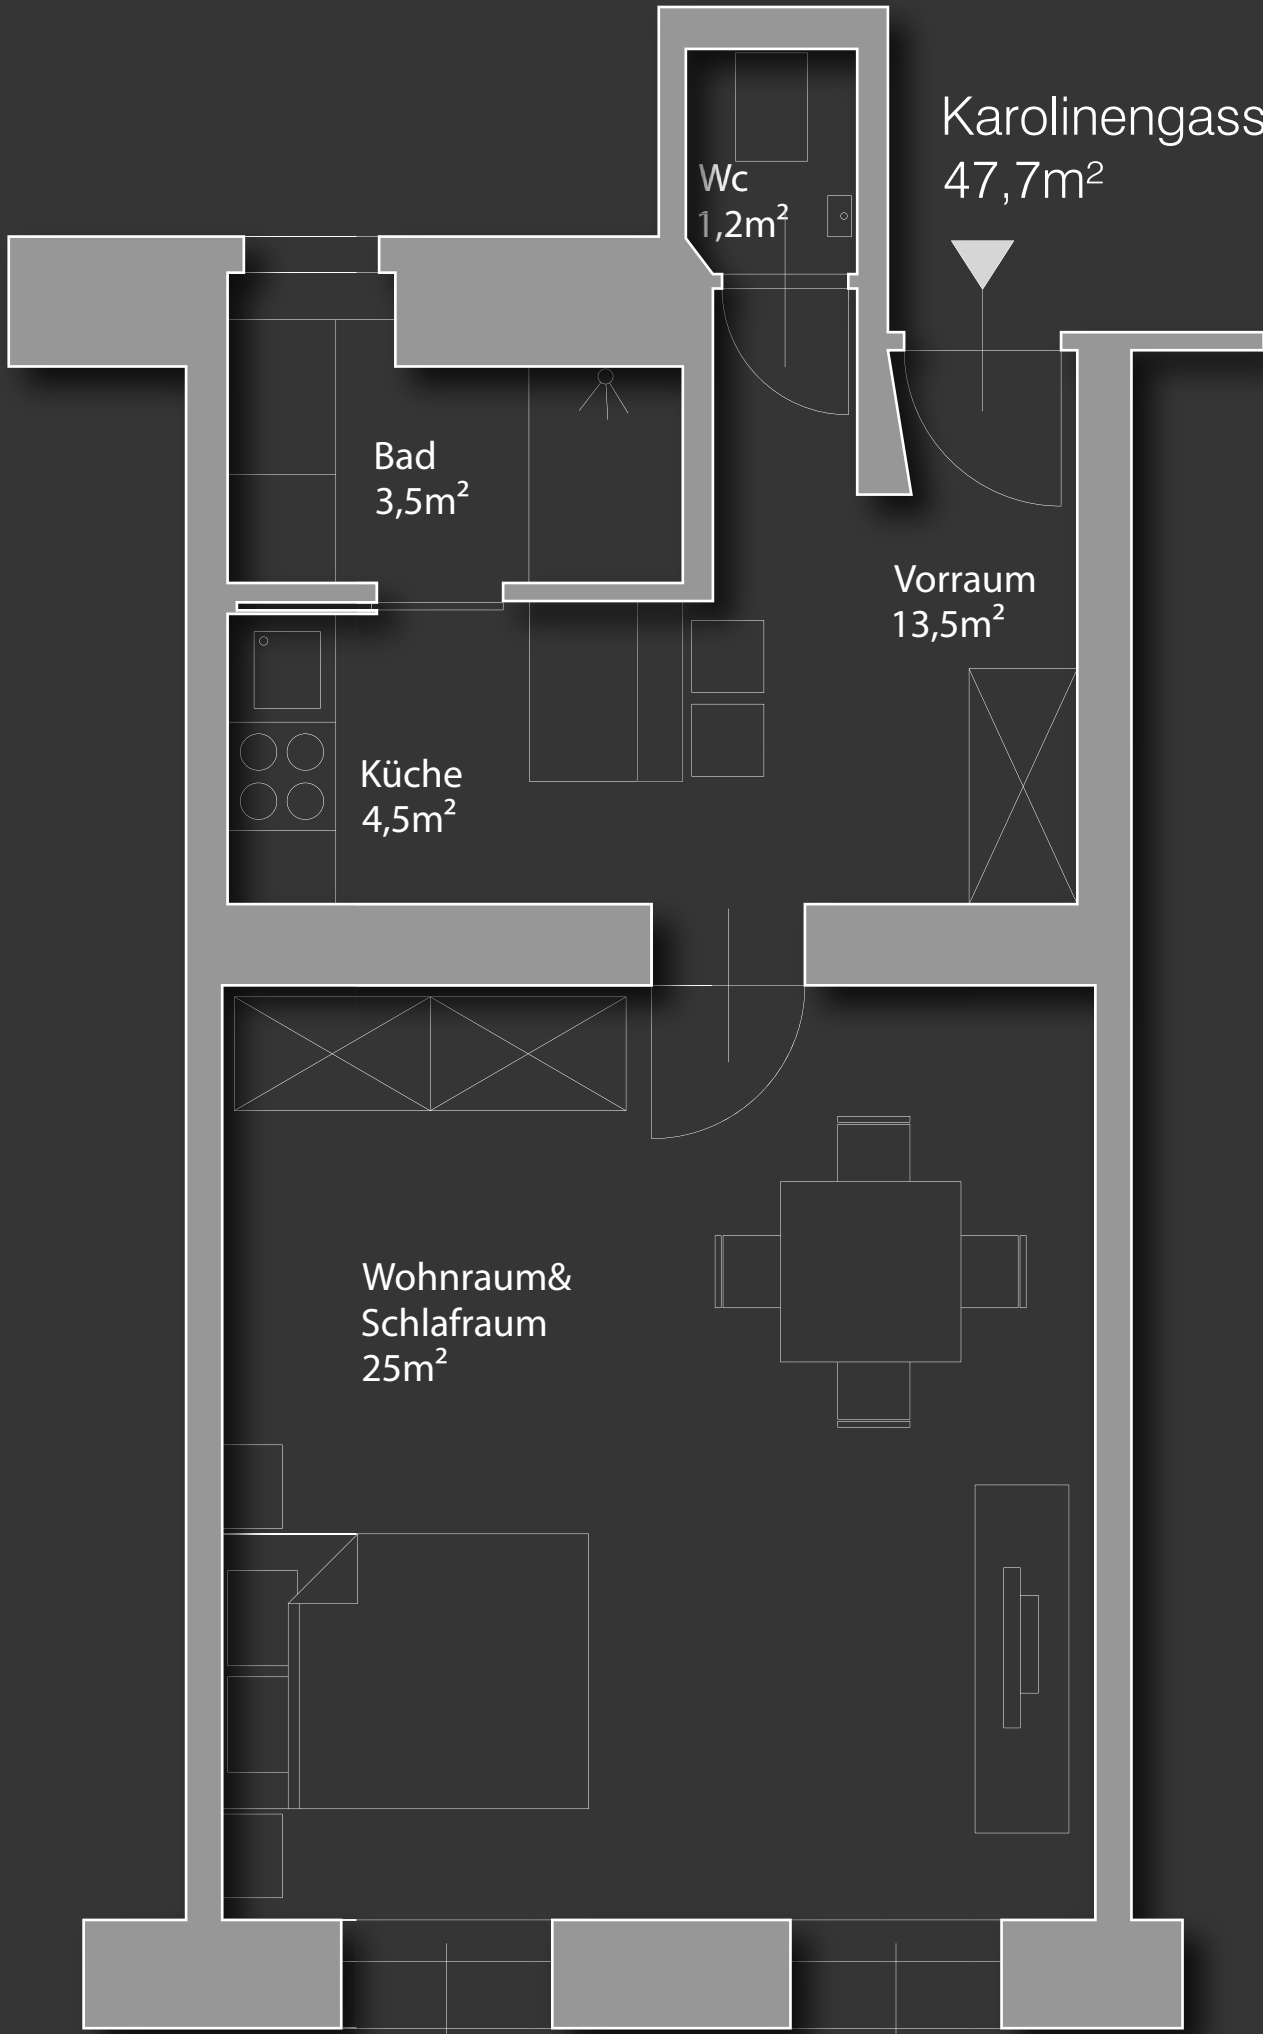 Karolinengass
47,7m²
Wc
1,2m²
Bad
3,5m²
Vorraum
13,5m²
Küche
4,5m²
Wohnraum&
Schlafraum
25m²